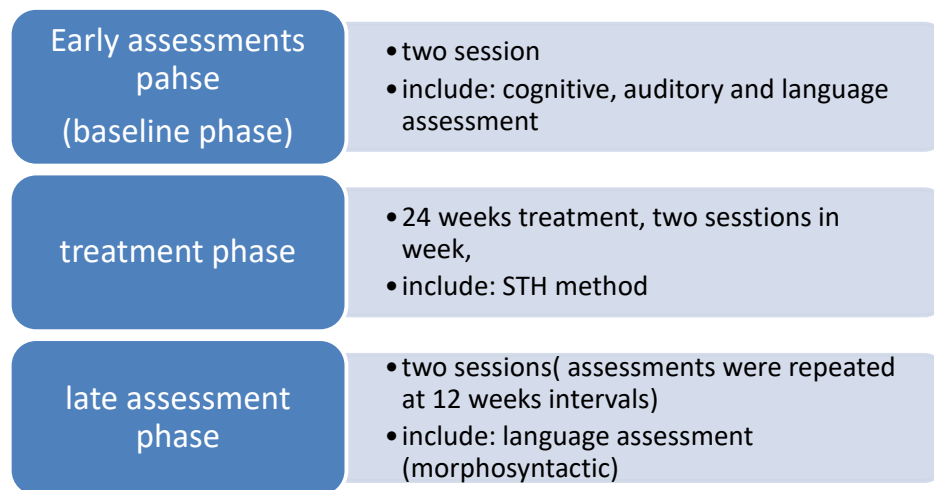 Early assessments
pahse
(baseline phase)
•two session
•include: cognitive, auditory and language
assessment
treatment phase
•24 weeks treatment, two sesstions in
week,
•include: STH method
late assessment
phase
•two sessions( assessments were repeated
at 12 weeks intervals)
•include: language assessment
(morphosyntactic)